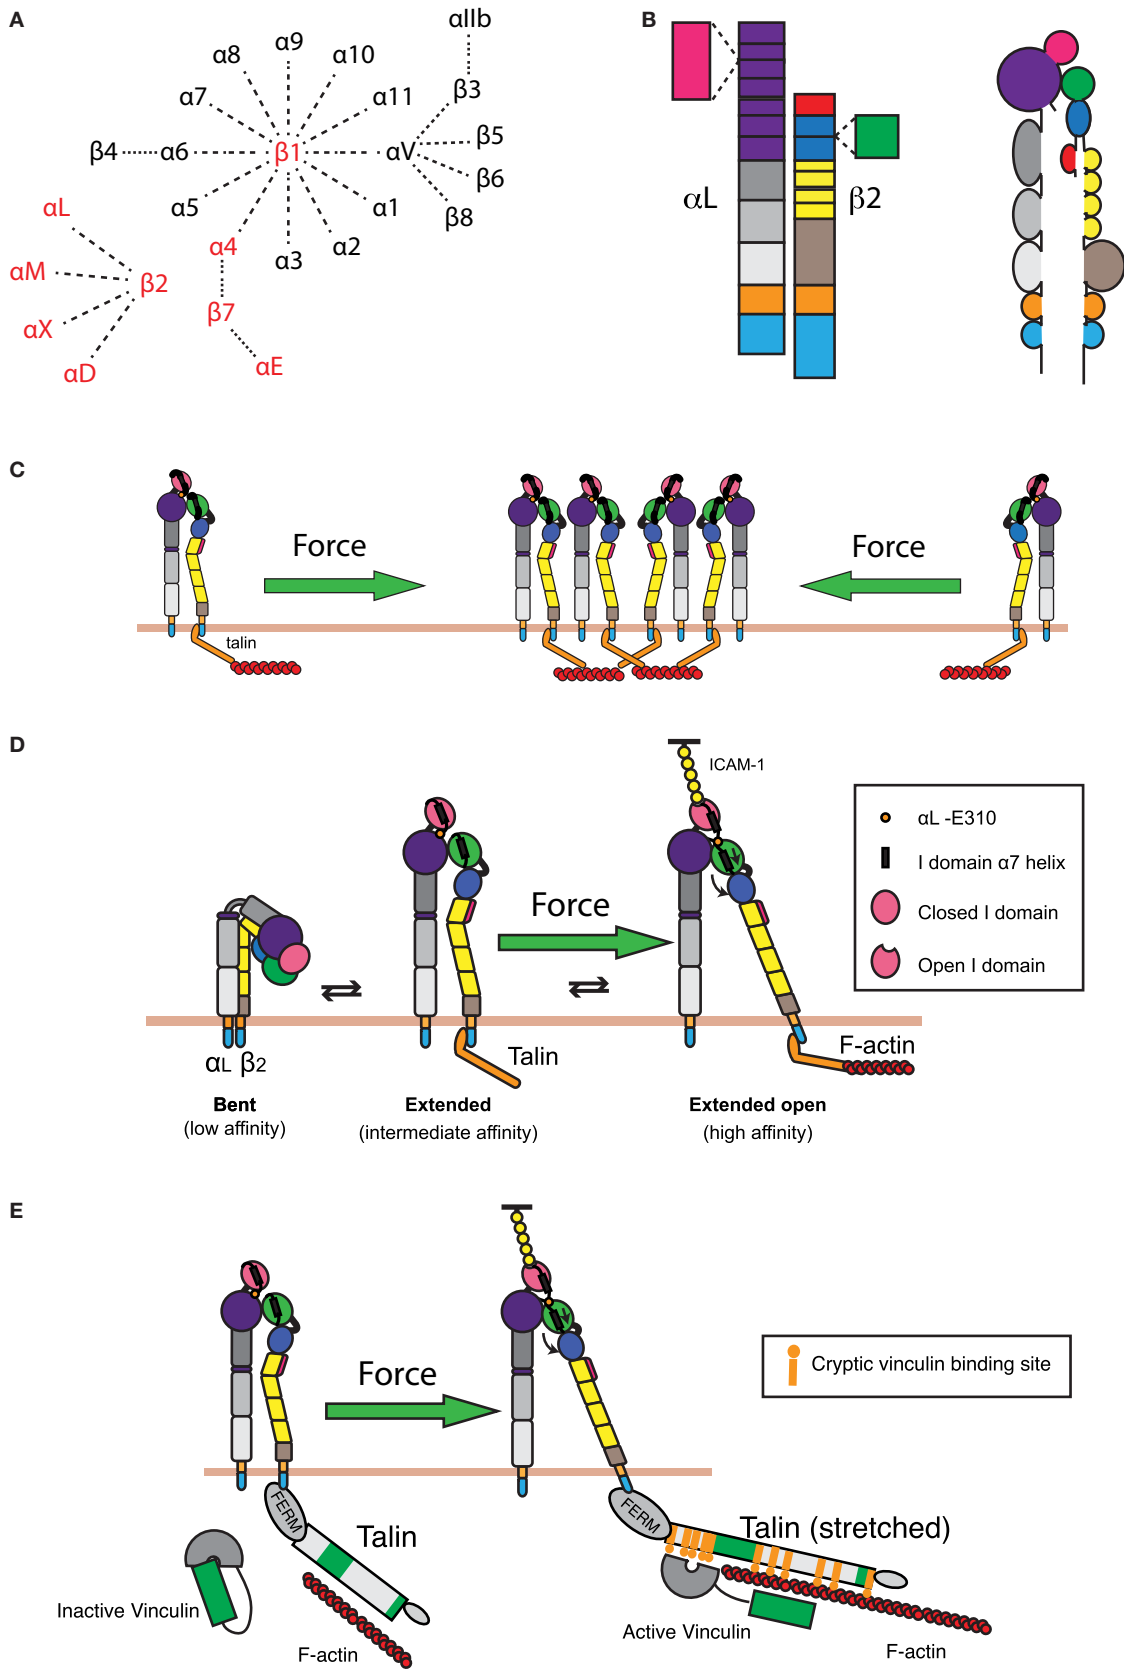 A
αIIb
α9
α8
α10
β3
α7
α11
β5
β4
α6
β1
αV
β6
α5
α1
β8
αL
α4
α3
α2
αM
β2
β7
αX
αD
αE
B
αL
β2
C
Force
Force
talin
D
ICAM-1
αL -E310
I domain α7 helix
Closed I domain
Open I domain
Force
Talin
F-actin
αL β2
Bent
(low affinity)
Extended
(intermediate affinity)
Extended open
(high affinity)
E
Force
Cryptic vinculin binding site
FERM
Talin
FERM
Talin (stretched)
Inactive Vinculin
F-actin
Active Vinculin
F-actin